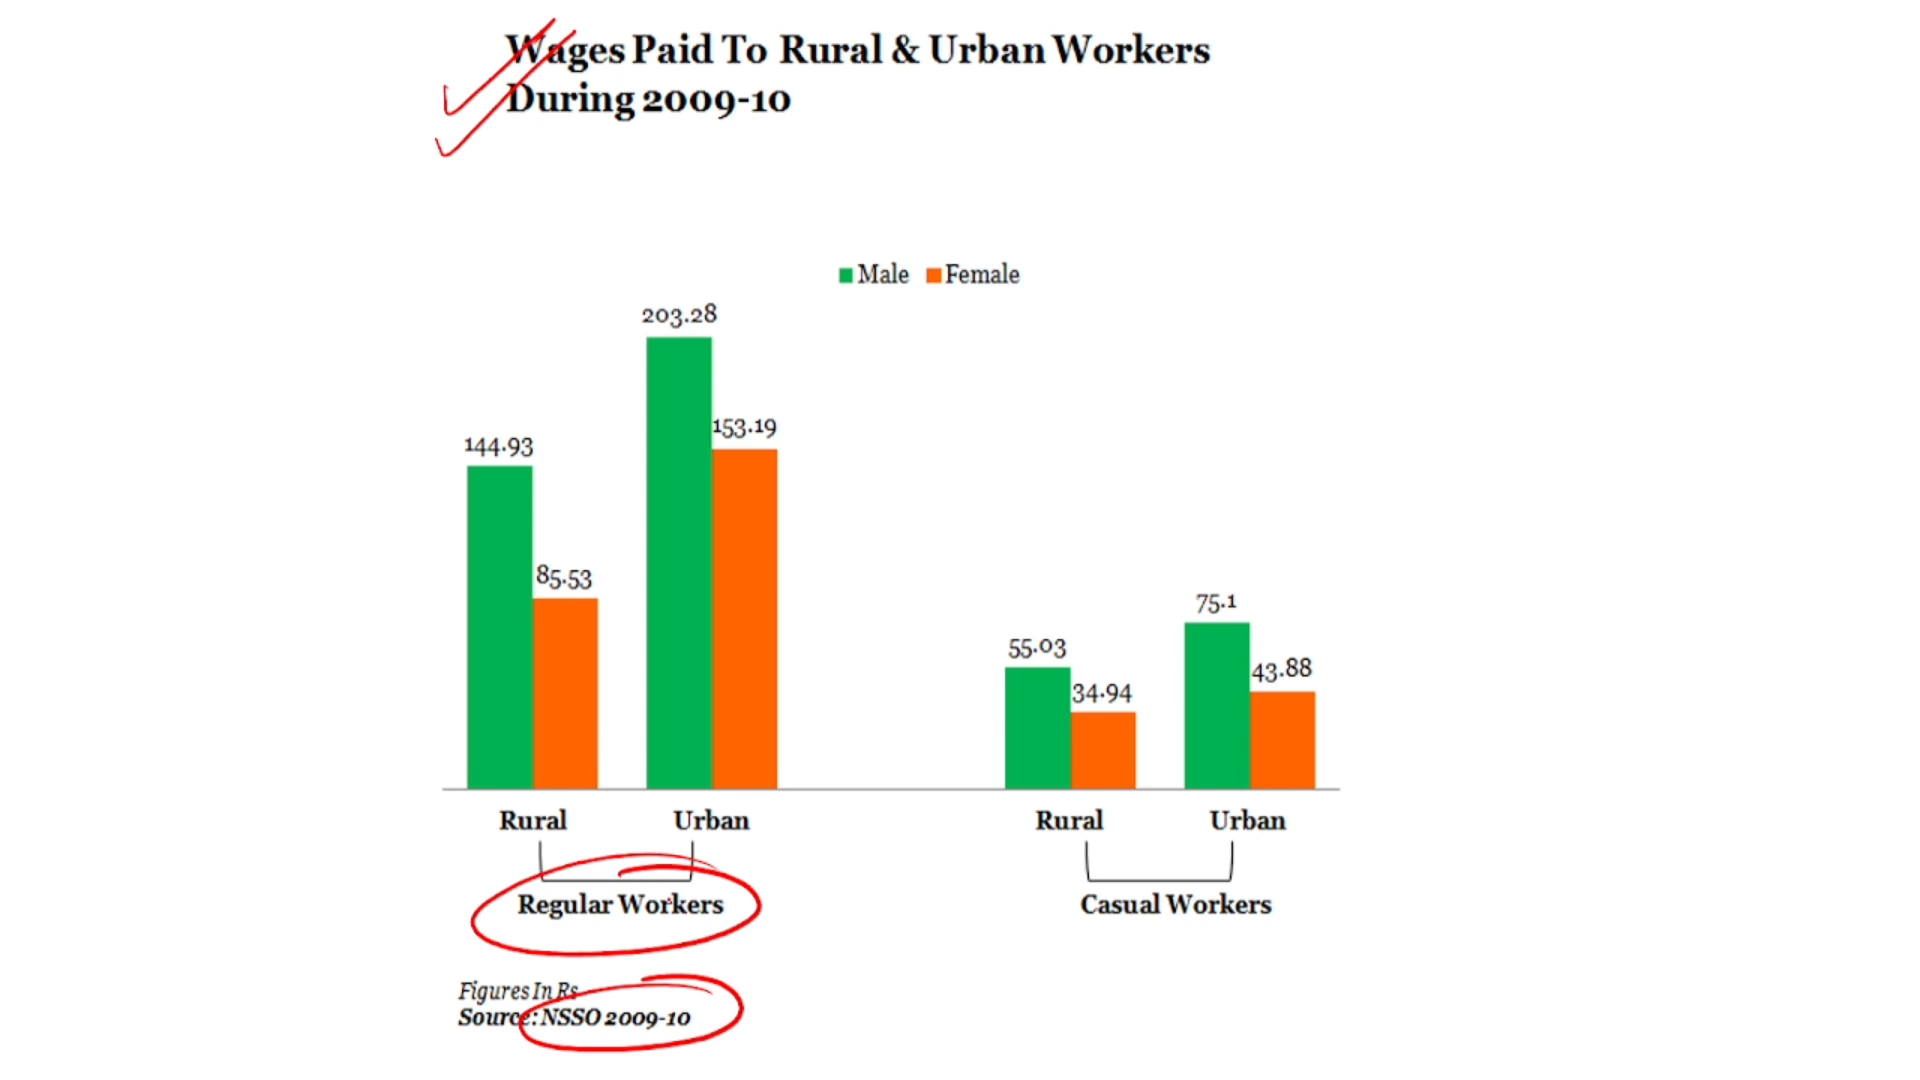 Wages Paid To Rural & Urban Workers
During 2009-10
Male Female
203.28
153.19
144.93
85.53
75.1
55.03
43.88
34.94
Rural Urban Rural Urban
Regular Workers Casual Workers
Figures In Rs
Source: NSSO 2009-10